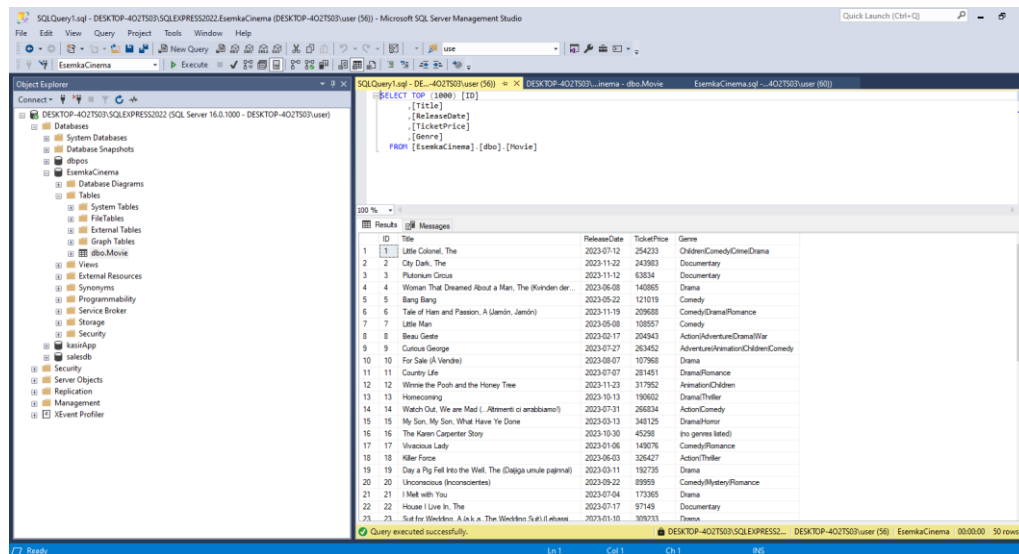 SQLQuery1.sql - DESKTOP-4O2TS03\SQLEXPRESS2022.EsemkaCinema (DESKTOP-4O2TS03\user (56)) - Microsoft SQL Server Management Studio
Quick Launch (Ctrl+Q)
File Edit View Query Project Tools Window Help
New Query
use
EsemkaCinema
Execute
Object Explorer
Connect
DESKTOP-4O2TS03\SQLEXPRESS2022 (SQL Server 16.0.1000 - DESKTOP-4O2TS03\user)
Databases
System Databases
Database Snapshots
dbpos
EsemkaCinema
Database Diagrams
Tables
System Tables
FileTables
External Tables
Graph Tables
dbo.Movie
Views
External Resources
Synonyms
Programmability
Service Broker
Storage
Security
kasirApp
salesdb
Security
Server Objects
Replication
Management
XEvent Profiler
SQLQuery1.sql - DE...-4O2TS03\user (56)) DESKTOP-4O2TS03\...inema - dbo.Movie EsemkaCinema.sql -...4O2TS03\user (60))
SELECT TOP (1000) [ID]
,[Title]
,[ReleaseDate]
,[TicketPrice]
,[Genre]
FROM [EsemkaCinema].[dbo].[Movie]
100 %
Results Messages
ID Title ReleaseDate TicketPrice Genre
1 1 Little Colonel, The 2023-07-12 254233 Children|Comedy|Crime|Drama
2 2 City Dark, The 2023-11-22 243983 Documentary
3 3 Plutonium Circus 2023-11-12 63834 Documentary
4 4 Woman That Dreamed About a Man, The (Kvinden der... 2023-06-08 140865 Drama
5 5 Bang Bang 2023-05-22 121019 Comedy
6 6 Tale of Ham and Passion, A (Jamón, Jamón) 2023-11-19 209688 Comedy|Drama|Romance
7 7 Little Man 2023-05-08 108557 Comedy
8 8 Beau Geste 2023-02-17 204943 Action|Adventure|Drama|War
9 9 Curious George 2023-07-27 263452 Adventure|Animation|Children|Comedy
10 10 For Sale (À Vendre) 2023-08-07 107968 Drama
11 11 Country Life 2023-07-07 281451 Drama|Romance
12 12 Winnie the Pooh and the Honey Tree 2023-11-23 317952 Animation|Children
13 13 Homecoming 2023-10-13 190602 Drama|Thriller
14 14 Watch Out, We are Mad (...Altrimenti ci arrabbiamo!) 2023-07-31 266834 Action|Comedy
15 15 My Son, My Son, What Have Ye Done 2023-03-13 348125 Drama|Horror
16 16 The Karen Carpenter Story 2023-10-30 45298 (no genres listed)
17 17 Vivacious Lady 2023-01-06 149076 Comedy|Romance
18 18 Killer Force 2023-06-03 326427 Action|Thriller
19 19 Day a Pig Fell Into the Well, The (Daijiga umule pajinnal) 2023-03-11 192735 Drama
20 20 Unconscious (Inconscientes) 2023-09-22 89959 Comedy|Mystery|Romance
21 21 I Melt with You 2023-07-04 173365 Drama
22 22 House I Live In, The 2023-07-17 97149 Documentary
23 23 Suit for Wedding, A (a.k.a. The Wedding Suit) (Lebassi 2023-01-10 309233 Drama
Query executed successfully. DESKTOP-4O2TS03\SQLEXPRESS2... DESKTOP-4O2TS03\user (56) EsemkaCinema 00:00:00 50 rows
Ready Ln 1 Col 1 Ch 1 INS